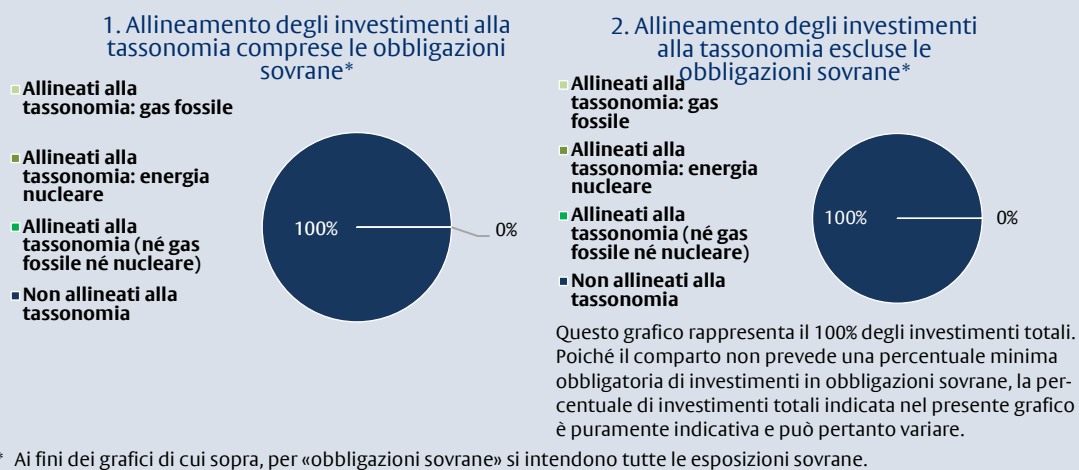 1. Allineamento degli investimenti alla
tassonomia comprese le obbligazioni
sovrane*
Allineati alla
tassonomia: gas fossile
Allineati alla
tassonomia: energia
nucleare
Allineati alla
tassonomia (né gas
fossile né nucleare)
Non allineati alla
tassonomia
100%
0%
2. Allineamento degli investimenti
alla tassonomia escluse le
obbligazioni sovrane*
Allineati alla
tassonomia: gas
fossile
Allineati alla
tassonomia: energia
nucleare
Allineati alla
tassonomia (né gas
fossile né nucleare)
Non allineati alla
tassonomia
100%
0%
Questo grafico rappresenta il 100% degli investimenti totali.
Poiché il comparto non prevede una percentuale minima
obbligatoria di investimenti in obbligazioni sovrane, la per-
centuale di investimenti totali indicata nel presente grafico
è puramente indicativa e può pertanto variare.
* Ai fini dei grafici di cui sopra, per «obbligazioni sovrane» si intendono tutte le esposizioni sovrane.